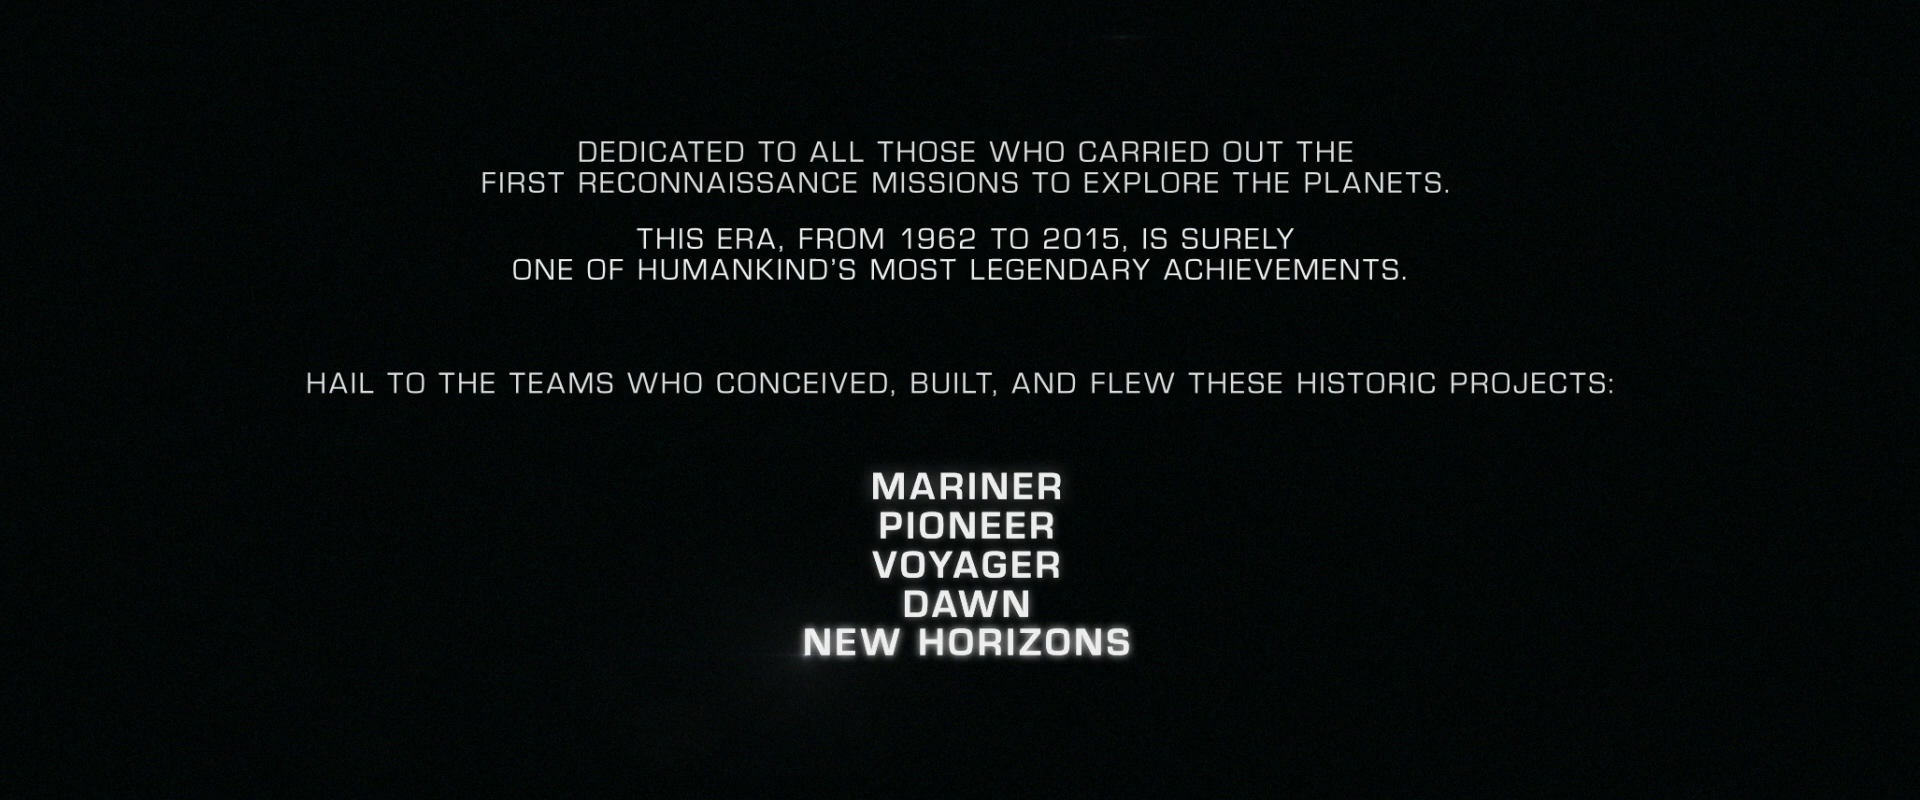 DEDICATED TO ALL THOSE WHO CARRIED OUT THE
FIRST RECONNAISSANCE MISSIONS TO EXPLORE THE PLANETS.
THIS ERA, FROM 1962 TO 2015, IS SURELY
ONE OF HUMANKIND’S MOST LEGENDARY ACHIEVEMENTS.
HAIL TO THE TEAMS WHO CONCEIVED, BUILT, AND FLEW THESE HISTORIC PROJECTS:
MARINER
PIONEER
VOYAGER
DAWN
NEW HORIZONS